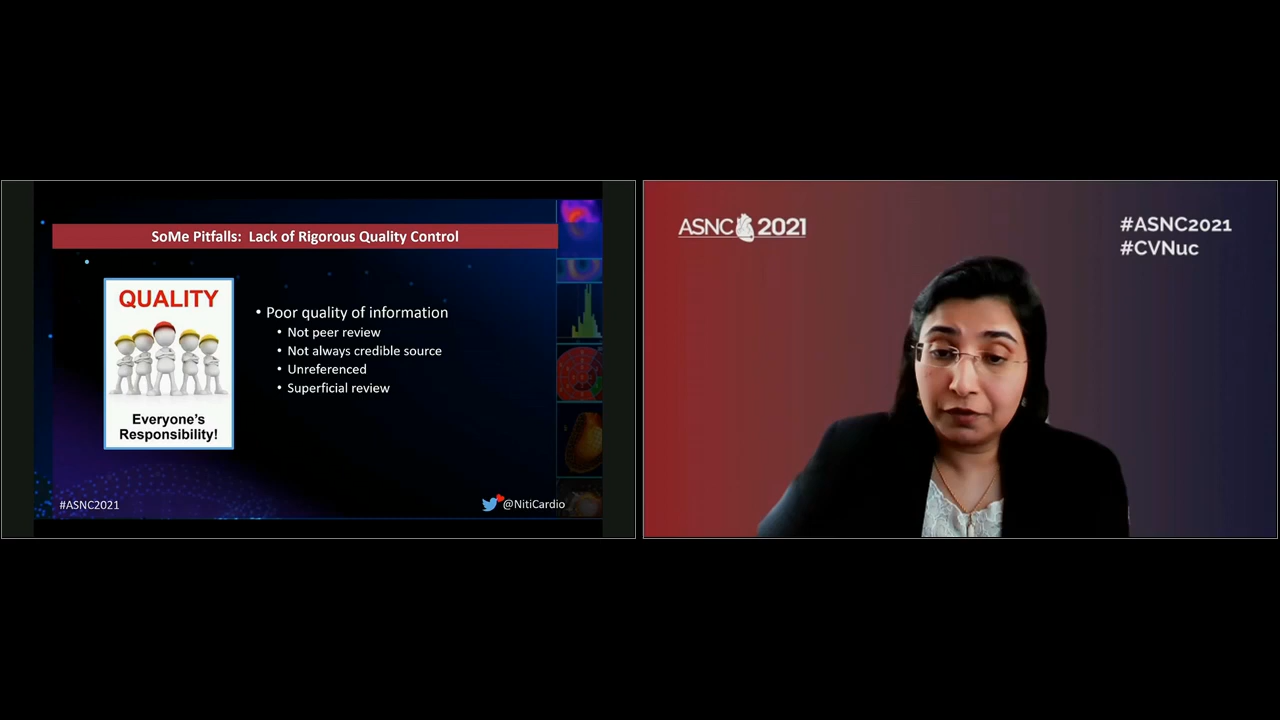 SoMe Pitfalls: Lack of Rigorous Quality Control
QUALITY
Everyone's
Responsibility!
• Poor quality of information
• Not peer review
• Not always credible source
• Unreferenced
• Superficial review
#ASNC2021
@NitiCardio
ASNC 2021
#ASNC2021
#CVNuc